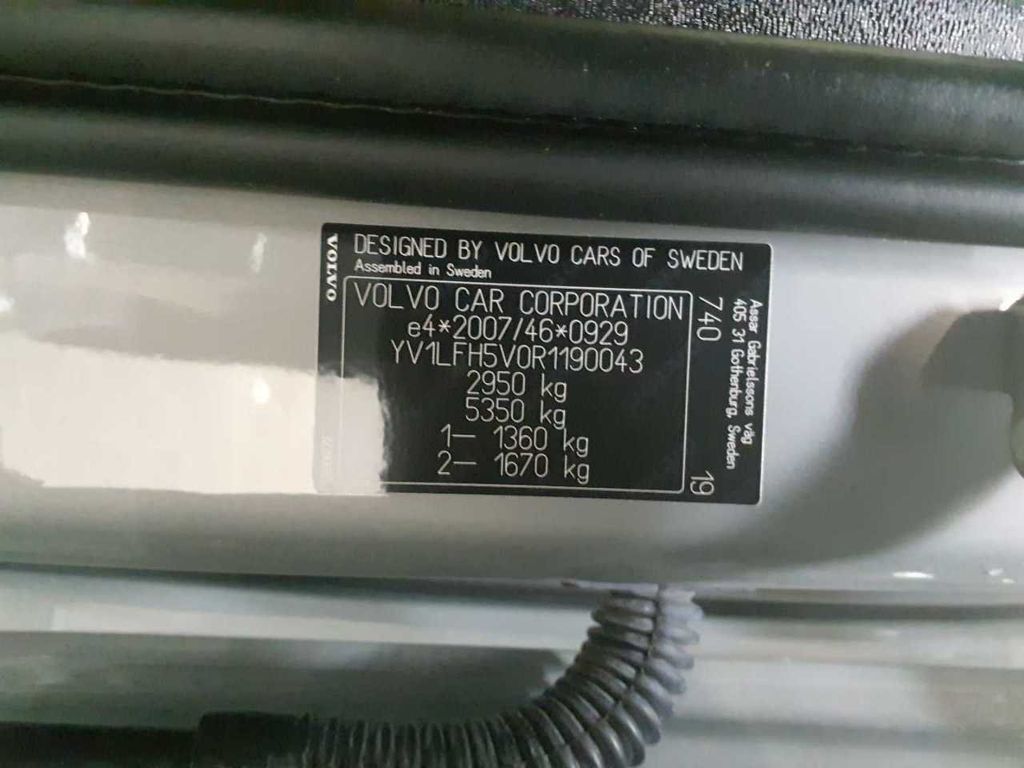 VOLVO
DESIGNED BY VOLVO CARS OF SWEDEN
Assembled in Sweden
VOLVO CAR CORPORATION
e4*2007/46*0929
YV1LFH5V0R1190043
2950 kg
5350 kg
1– 1360 kg
2– 1670 kg
740
19
Assar Gabrielssons väg
405 31 Gothenburg, Sweden